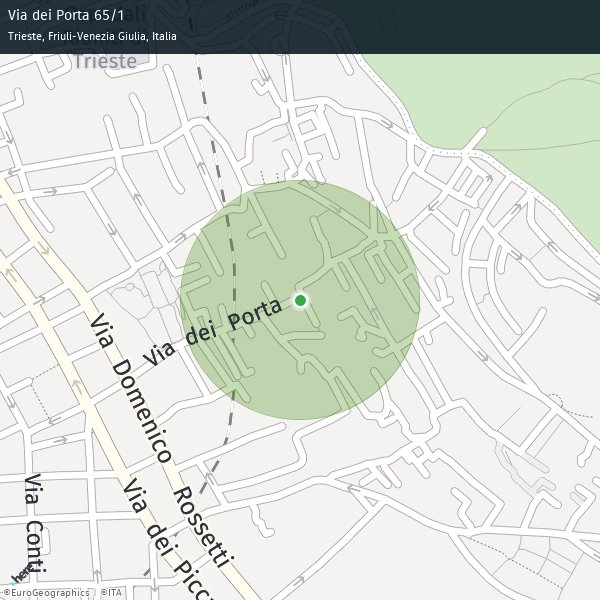 Via dei Porta 65/1
Trieste, Friuli-Venezia Giulia, Italia
Trieste
Via dei Porta
Via Domenico Rossetti
Via dei Picc
Via Conti
here
©EuroGeographics | ©ITA